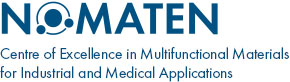 NOMATEN
Centre of Excellence in Multifunctional Materials
for Industrial and Medical Applications